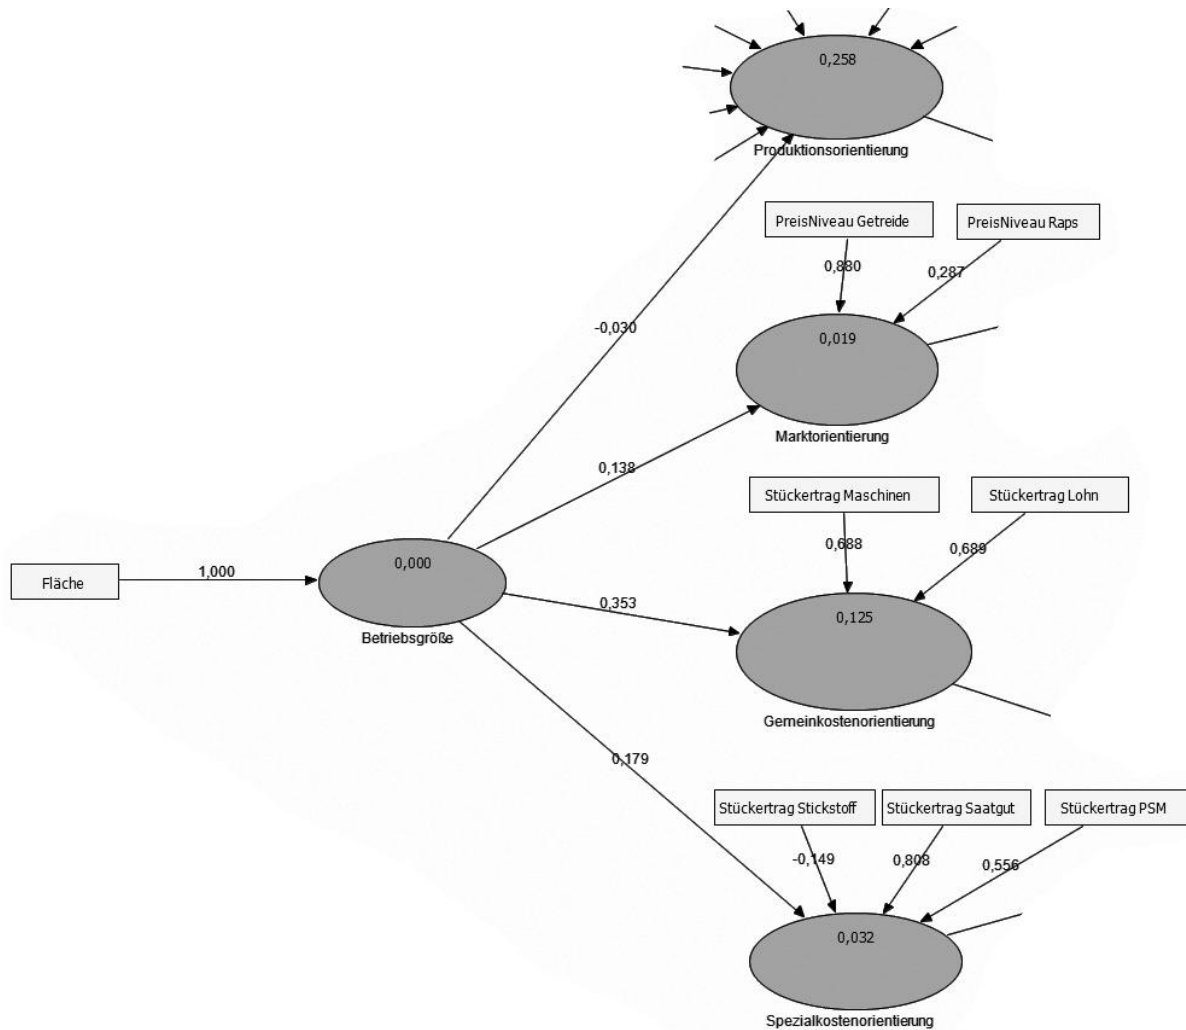 0,258
Produktionsorientierung
PreisNiveau Getreide
PreisNiveau Raps
0,880
0,287
-0,030
0,019
Marktorientierung
0,138
Stückertrag Maschinen
Stückertrag Lohn
0,688
0,689
Fläche
1,000
0,000
Betriebsgröße
0,353
0,125
Gemeinkostenorientierung
0,179
Stückertrag Stickstoff
Stückertrag Saatgut
Stückertrag PSM
-0,149
0,808
0,556
0,032
Spezialkostenorientierung